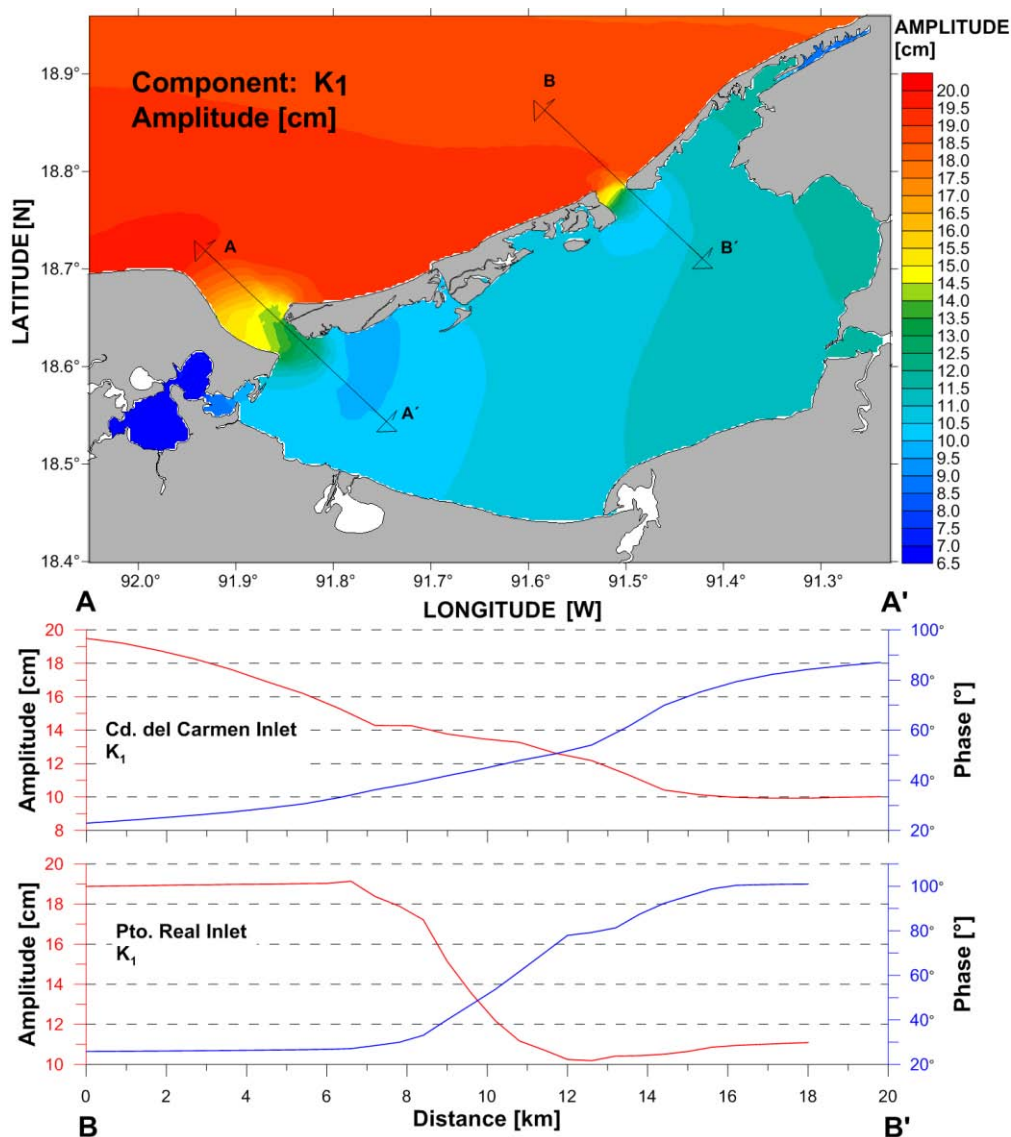 AMPLITUDE
[cm]
Component: K1
Amplitude [cm]
B
A
B´
A´
LATITUDE [N]
18.9°
18.8°
18.7°
18.6°
18.5°
18.4°
20.0
19.5
19.0
18.5
18.0
17.5
17.0
16.5
16.0
15.5
15.0
14.5
14.0
13.5
13.0
12.5
12.0
11.5
11.0
10.5
10.0
9.5
9.0
8.5
8.0
7.5
7.0
6.5
92.0° 91.9° 91.8° 91.7° 91.6° 91.5° 91.4° 91.3°
LONGITUDE [W]
A A'
Amplitude [cm]
20
18
16
14
12
10
8
Cd. del Carmen Inlet
K1
100°
80°
60°
40°
20°
Phase [°]
Amplitude [cm]
20
18
16
14
12
10
Pto. Real Inlet
K1
100°
80°
60°
40°
20°
Phase [°]
0 2 4 6 8 10 12 14 16 18 20
Distance [km]
B B'